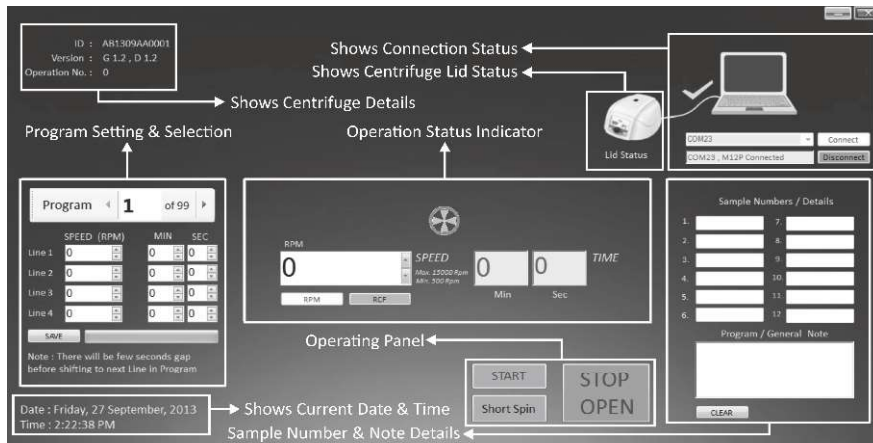 ID : AB1309AA0001
Version : G 1.2 , D 1.2
Operation No. : 0
Shows Centrifuge Details
Shows Connection Status
Shows Centrifuge Lid Status
Lid Status
COM23
Connect
COM23 , M12P Connected
Disconnect
Program Setting & Selection
Operation Status Indicator
Program 1 of 99
SPEED (RPM) MIN SEC
Line 1 0 0 0
Line 2 0 0 0
Line 3 0 0 0
Line 4 0 0 0
SAVE
Note : There will be few seconds gap
before shifting to next Line in Program
RPM
0
SPEED
Max. 15000 Rpm
Min. 500 Rpm
RPM
RCF
0 0 TIME
Min Sec
Sample Numbers / Details
1. 7.
2. 8.
3. 9.
4. 10.
5. 11.
6. 12
Program / General Note
CLEAR
Operating Panel
START
Short Spin
STOP
OPEN
Date : Friday, 27 September, 2013
Time : 2:22:38 PM
Shows Current Date & Time
Sample Number & Note Details